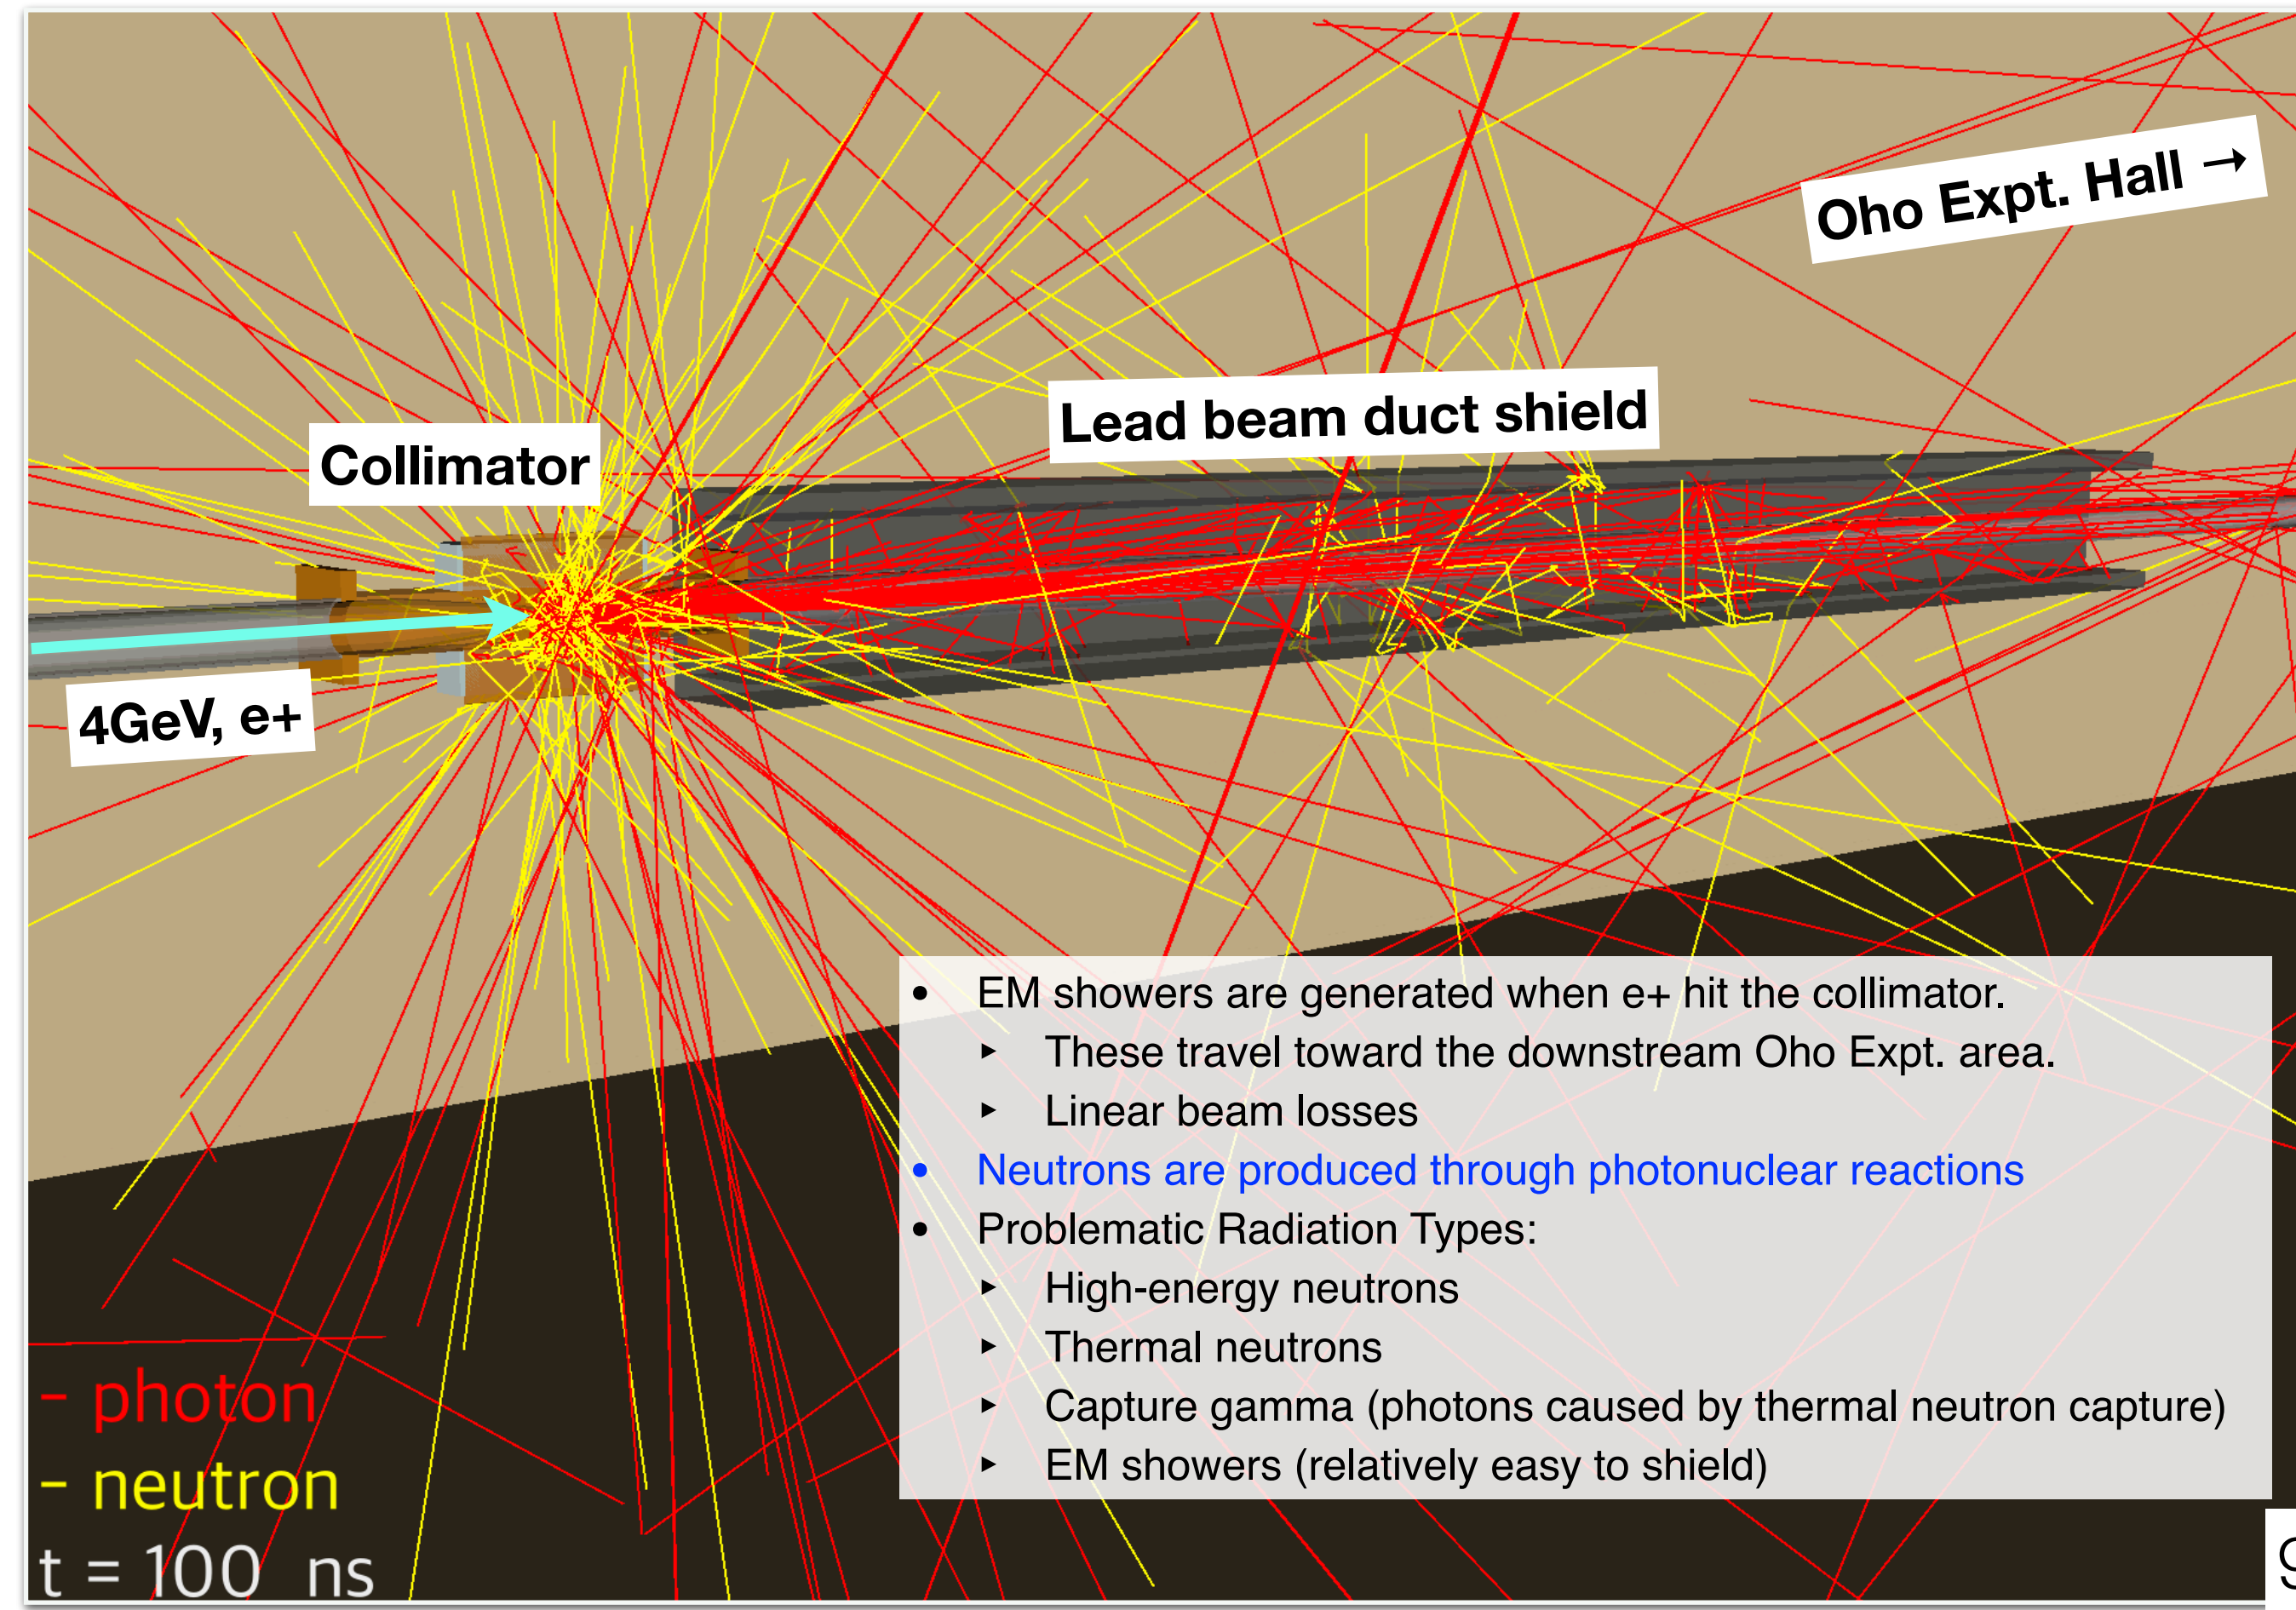 Oho Expt. Hall →
Lead beam duct shield
Collimator
4GeV, e+
• EM showers are generated when e+ hit the collimator.
‣ These travel toward the downstream Oho Expt. area.
‣ Linear beam losses
• Neutrons are produced through photonuclear reactions
• Problematic Radiation Types:
‣ High-energy neutrons
‣ Thermal neutrons
‣ Capture gamma (photons caused by thermal neutron capture)
‣ EM showers (relatively easy to shield)
- photon
- neutron
t = 100 ns